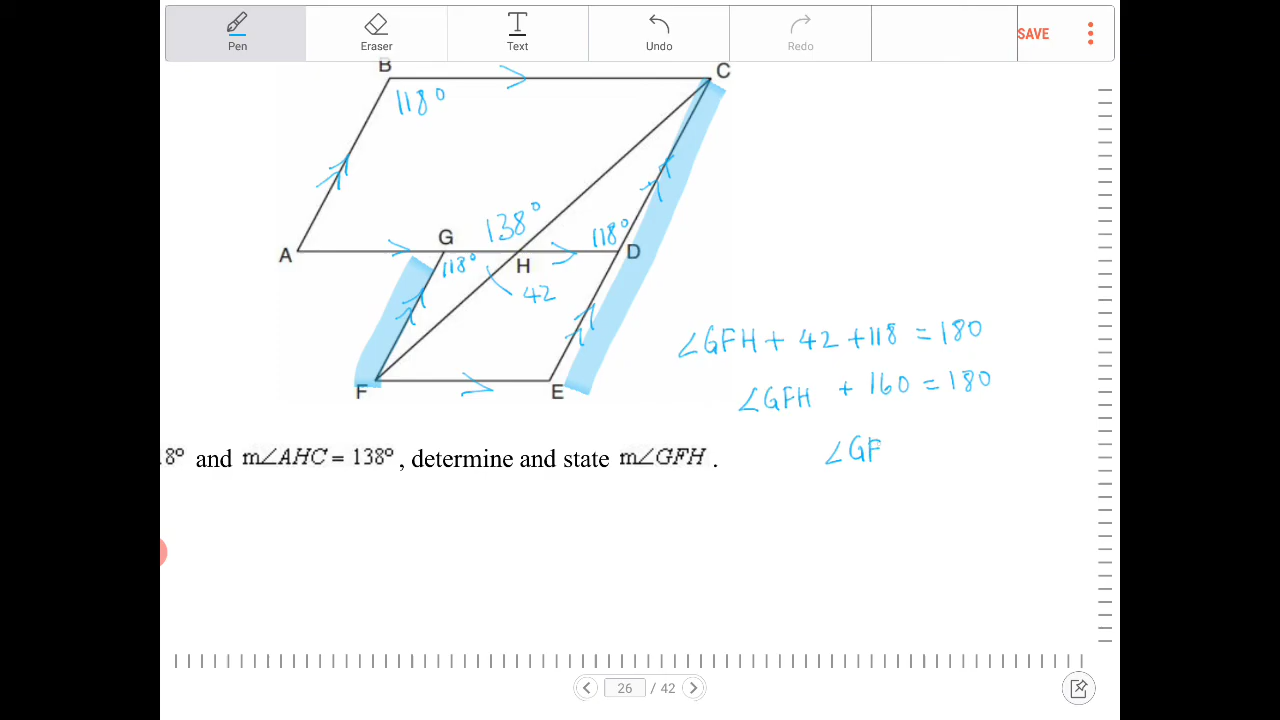 Pen
Eraser
Text
Undo
Redo
SAVE
B
C
118°
138°
118°
A
G
H
D
118°
42
F
E
∠GFH + 42 + 118 = 180
∠GFH + 160 = 180
∠GF
8° and m∠AHC = 138°, determine and state m∠GFH .
26 / 42